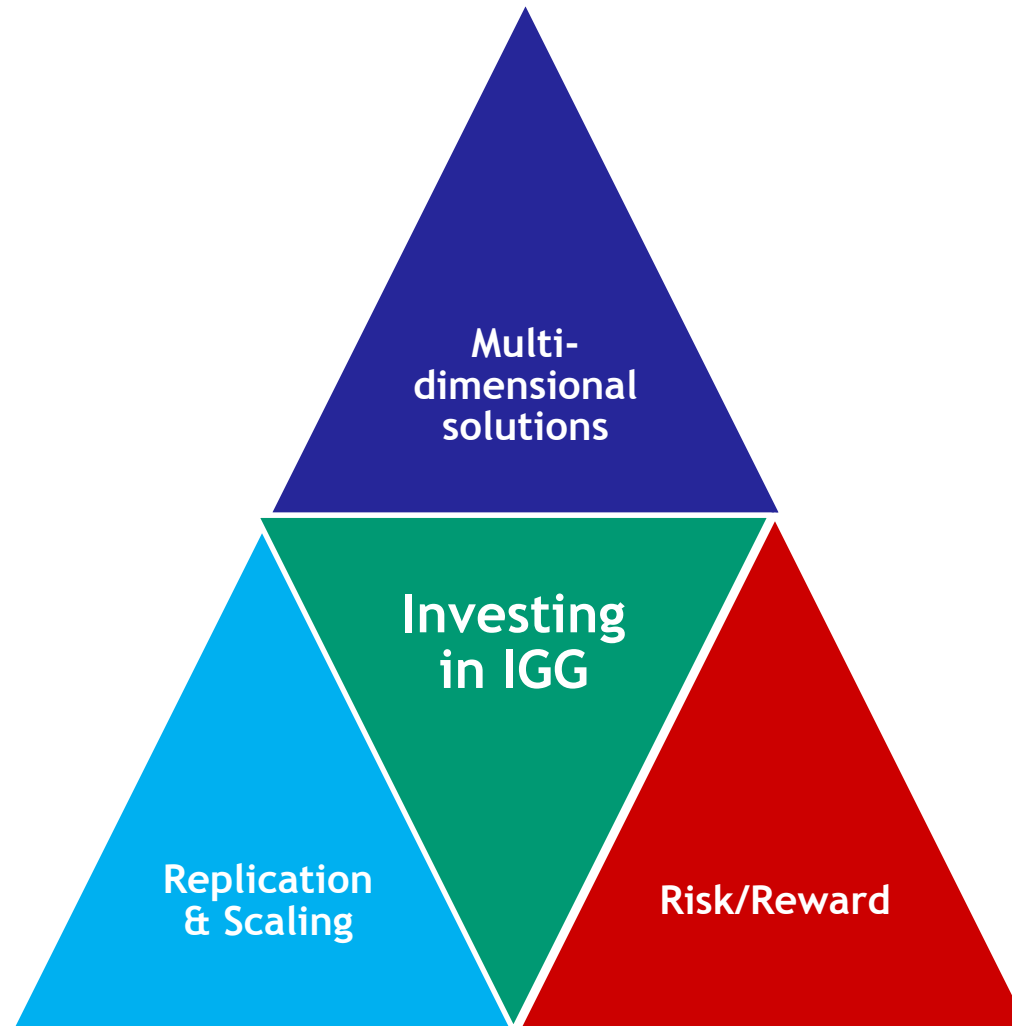 Multi-
dimensional
solutions
Investing
in IGG
Replication
& Scaling
Risk/Reward